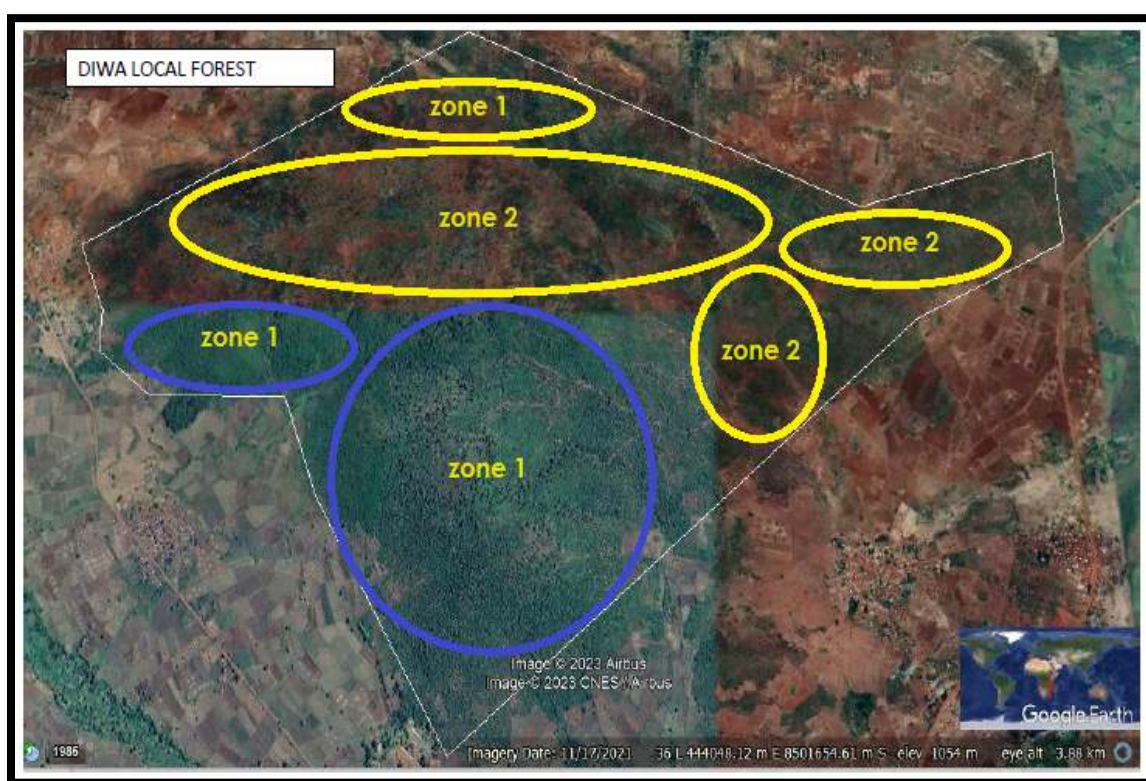 DIWA LOCAL FOREST
zone 1
zone 2
zone 2
zone 1
zone 2
zone 1
Image © 2023 Airbus
Image © 2023 CNES / Airbus
Google Earth
1986
Imagery Date: 11/17/2021 36 L 444048.12 m E 8501654.61 m S elev 1054 m eye alt 3.88 km